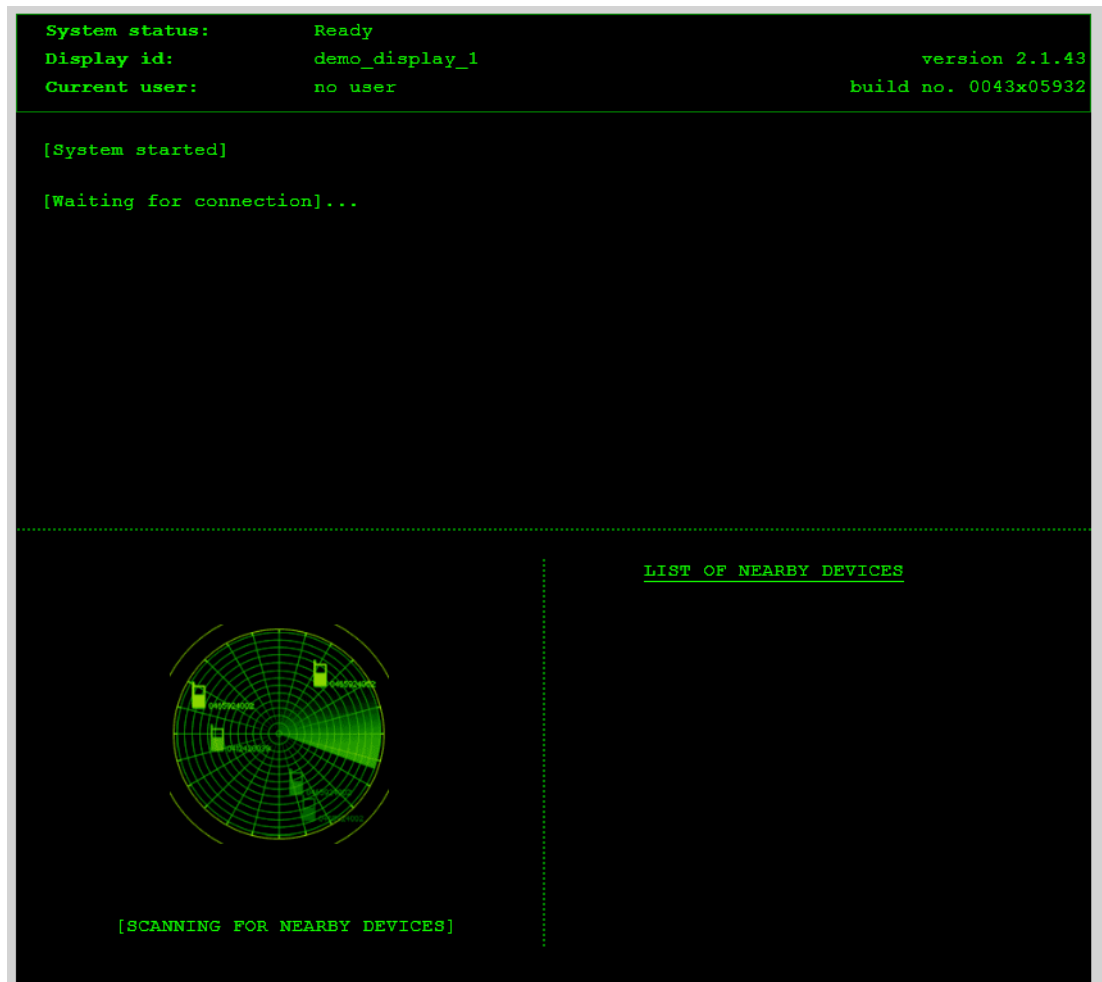 System status: Ready
Display id: demo_display_1 version 2.1.43
Current user: no user build no. 0043x05932
[System started]
[Waiting for connection]...
LIST OF NEARBY DEVICES
0465924002
[SCANNING FOR NEARBY DEVICES]